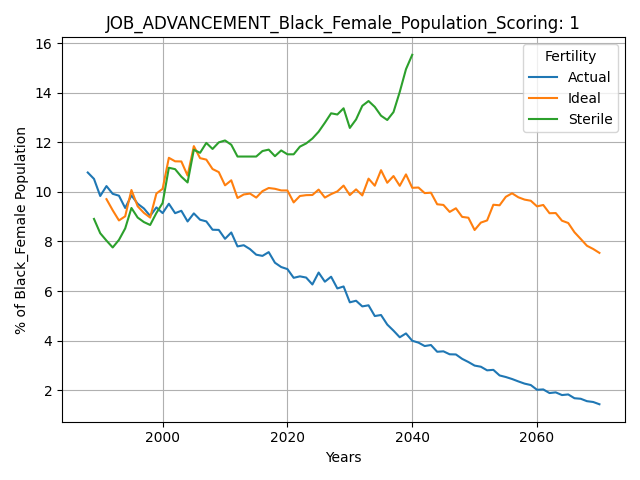 JOB_ADVANCEMENT_Black_Female_Population_Scoring: 1
16
14
12
10
8
6
4
2
% of Black_Female Population
Fertility
Actual
Ideal
Sterile
2000
2020
2040
2060
Years